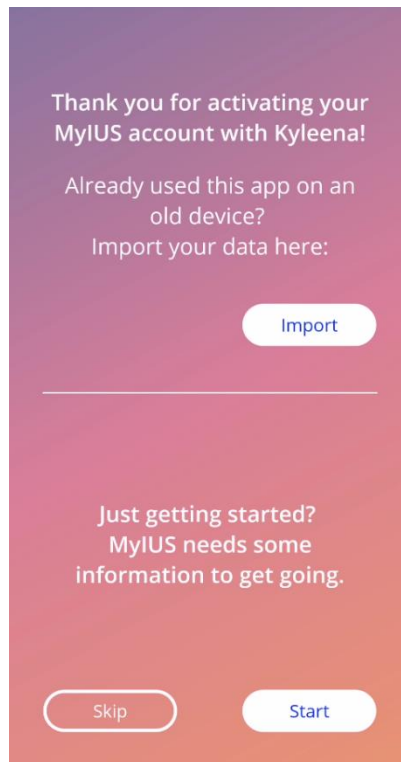 Thank you for activating your
MyIUS account with Kyleena!
Already used this app on an
old device?
Import your data here:
Import
Just getting started?
MyIUS needs some
information to get going.
Skip
Start